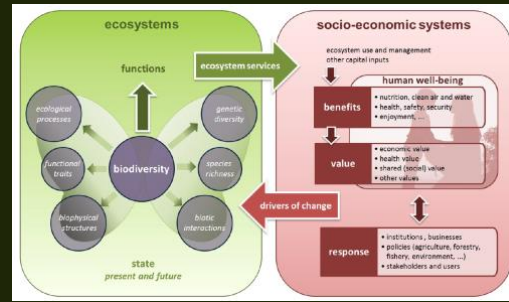 ecosystems
functions
ecological
processes
genetic
diversity
functional
traits
biodiversity
species
richness
biophysical
structures
biotic
interactions
state
present and future
ecosystem services
drivers of change
socio-economic systems
ecosystem use and management
other capital inputs
human well-being
benefits
• nutrition, clean air and water
• health, safety, security
• enjoyment, ...
value
• economic value
• health value
• shared (social) value
• other values
response
• institutions, businesses
• policies (agriculture, forestry,
fishery, environment, ...)
• stakeholders and users